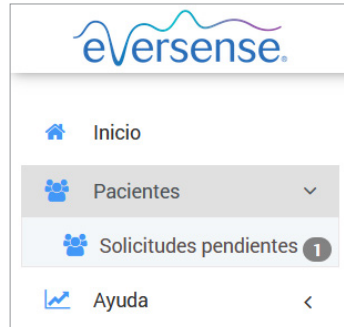 eversense.
Inicio
Pacientes
Solicitudes pendientes 1
Ayuda